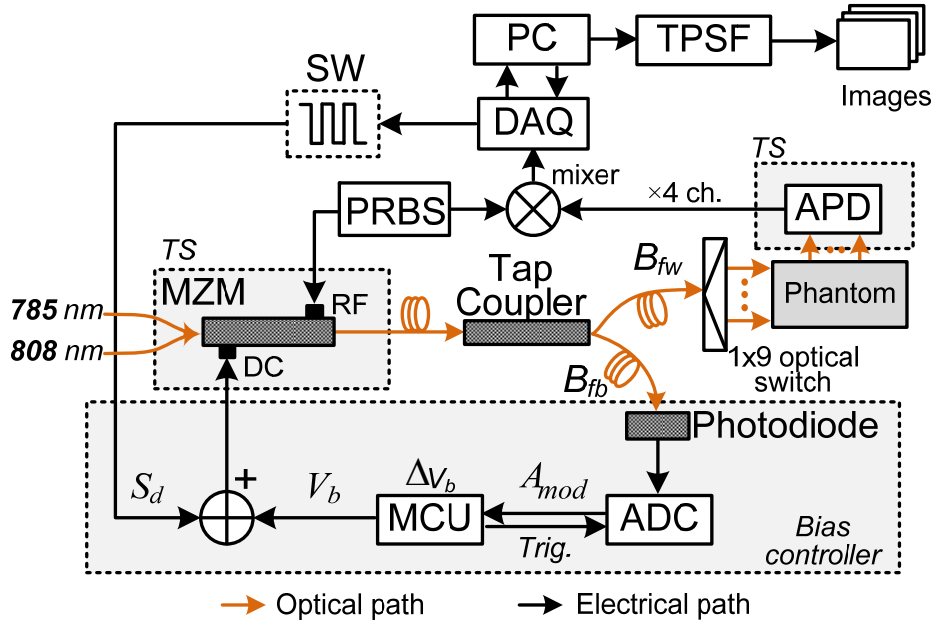 PC
TPSF
Images
SW
DAQ
mixer
TS
×4 ch.
APD
PRBS
TS
MZM
RF
DC
785 nm
808 nm
Tap
Coupler
B_fw
B_fb
Phantom
1x9 optical
switch
Photodiode
S_d
+
V_b
ΔV_b
MCU
A_mod
Trig.
ADC
Bias
controller
Optical path
Electrical path